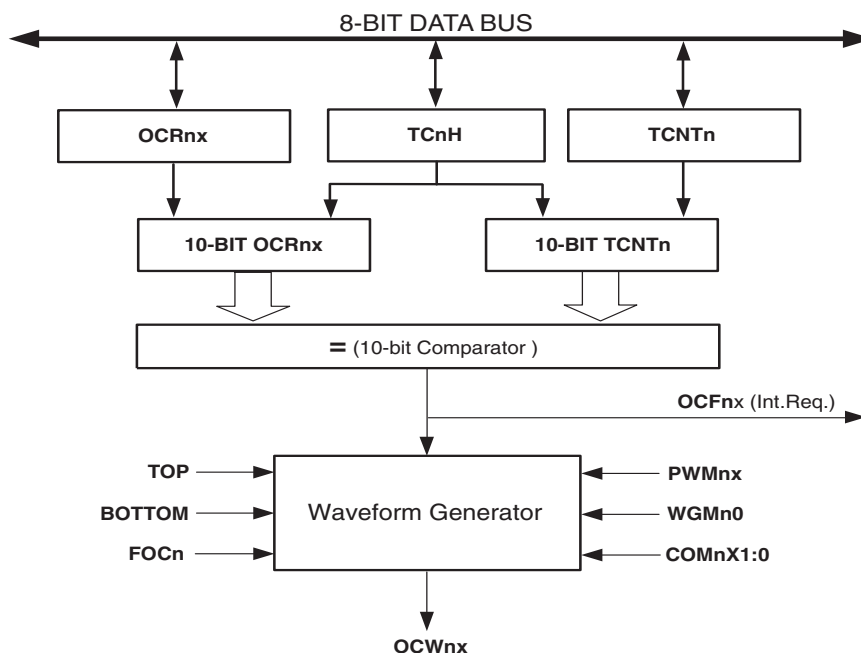 8-BIT DATA BUS
OCRnx
TCnH
TCNTn
10-BIT OCRnx
10-BIT TCNTn
= (10-bit Comparator )
OCFnx (Int.Req.)
TOP
PWMnx
BOTTOM
Waveform Generator
WGMn0
FOCn
COMnX1:0
OCWnx